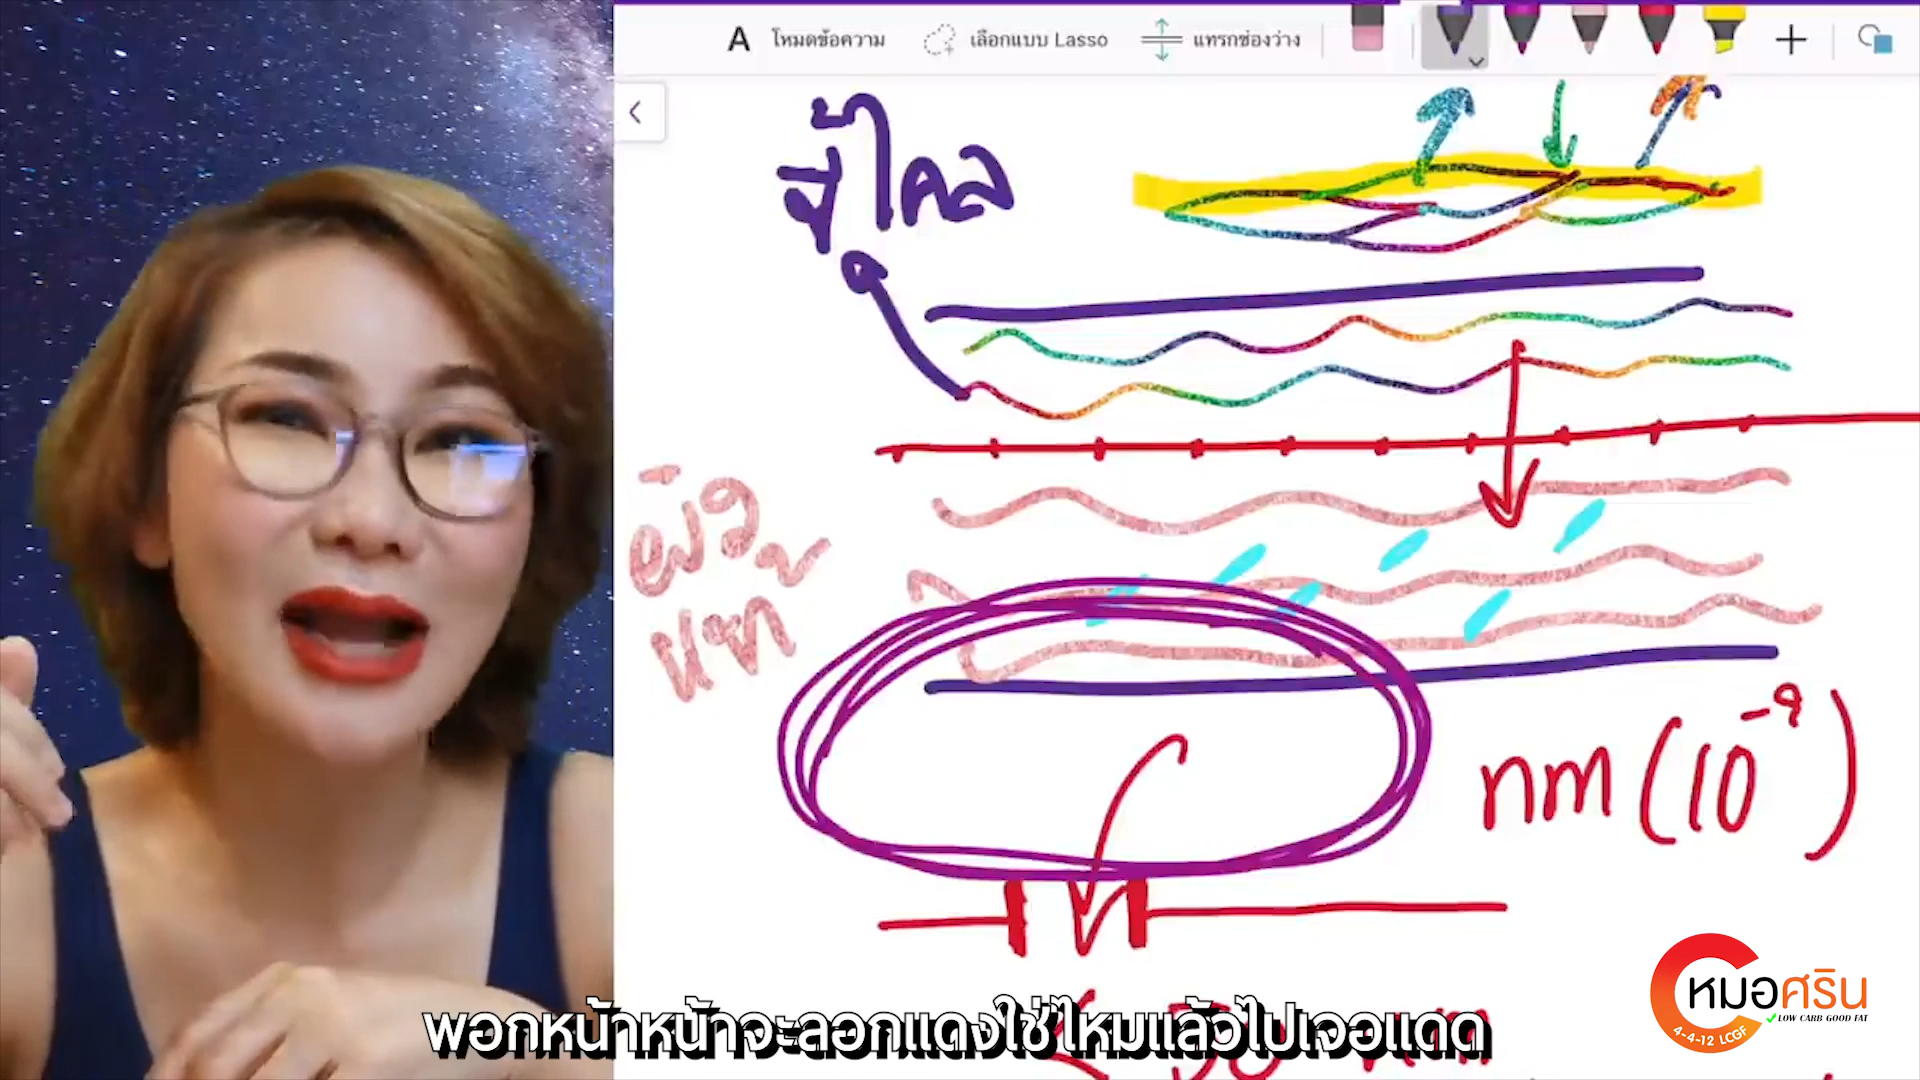 A โหมดข้อความ เลือกแบบ Lasso แทรกช่องว่าง
ขี้ไคล
ผิว
แท้
nm (10⁻⁹)
พอกหน้าหน้าจะลอกแดงใช่ไหมแล้วไปเจอแดด
หมอศริน
LOW CARB GOOD FAT
4-4-12 LCGF